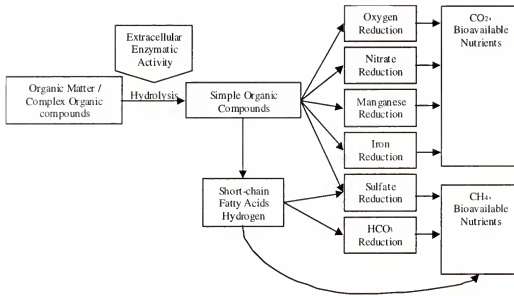 Extracellular
Enzymatic
Activity
Organic Matter /
Complex Organic
compounds
Hydrolysis
Simple Organic
Compounds
Short-chain
Fatty Acids
Hydrogen
Oxygen
Reduction
Nitrate
Reduction
Manganese
Reduction
Iron
Reduction
Sulfate
Reduction
HCO3
Reduction
CO2,
Bioavailable
Nutrients
CH4,
Bioavailable
Nutrients